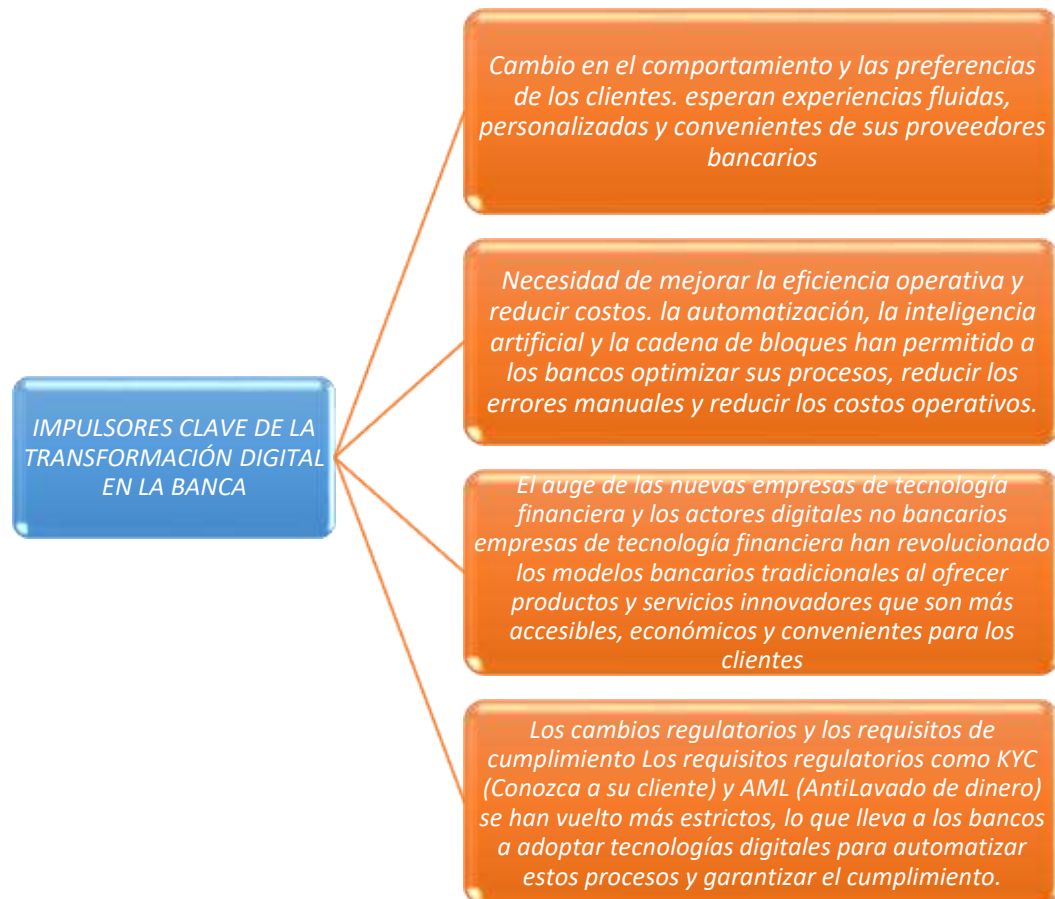 Cambio en el comportamiento y las preferencias
de los clientes. esperan experiencias fluidas,
personalizadas y convenientes de sus proveedores
bancarios
Necesidad de mejorar la eficiencia operativa y
reducir costos. la automatización, la inteligencia
artificial y la cadena de bloques han permitido a
los bancos optimizar sus procesos, reducir los
errores manuales y reducir los costos operativos.
IMPULSORES CLAVE DE LA
TRANSFORMACIÓN DIGITAL
EN LA BANCA
El auge de las nuevas empresas de tecnología
financiera y los actores digitales no bancarios
empresas de tecnología financiera han revolucionado
los modelos bancarios tradicionales al ofrecer
productos y servicios innovadores que son más
accesibles, económicos y convenientes para los
clientes
Los cambios regulatorios y los requisitos de
cumplimiento Los requisitos regulatorios como KYC
(Conozca a su cliente) y AML (AntiLavado de dinero)
se han vuelto más estrictos, lo que lleva a los bancos
a adoptar tecnologías digitales para automatizar
estos procesos y garantizar el cumplimiento.